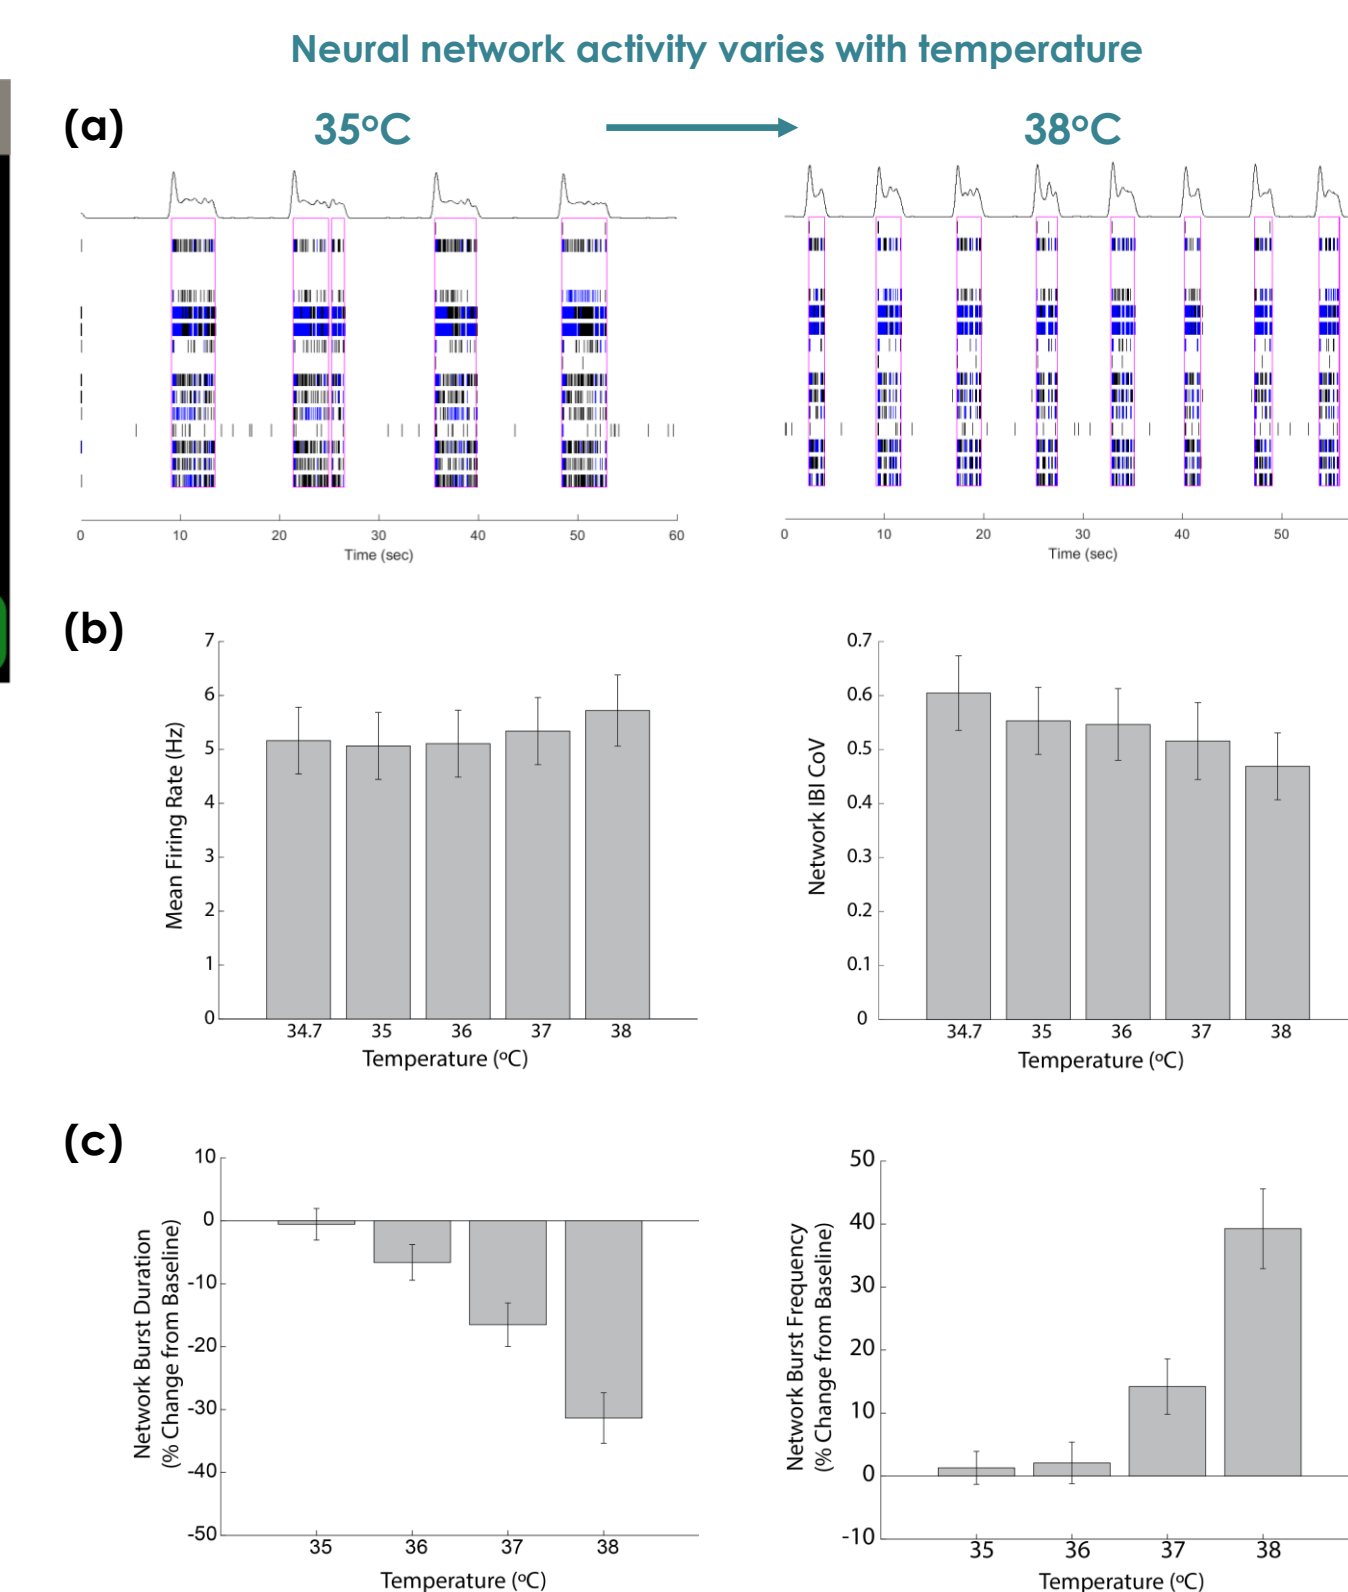 Neural network activity varies with temperature
(a)
35°C
38°C
0 10 20 30 40 50 60
Time (sec)
0 10 20 30 40 50
Time (sec)
(b)
7
6
5
4
3
2
1
0
Mean Firing Rate (Hz)
34.7 35 36 37 38
Temperature (ºC)
0.7
0.6
0.5
0.4
0.3
0.2
0.1
0
Network IBI CoV
34.7 35 36 37 38
Temperature (ºC)
(c)
10
0
-10
-20
-30
-40
-50
Network Burst Duration
(% Change from Baseline)
35 36 37 38
Temperature (ºC)
50
40
30
20
10
0
-10
Network Burst Frequency
(% Change from Baseline)
35 36 37 38
Temperature (ºC)